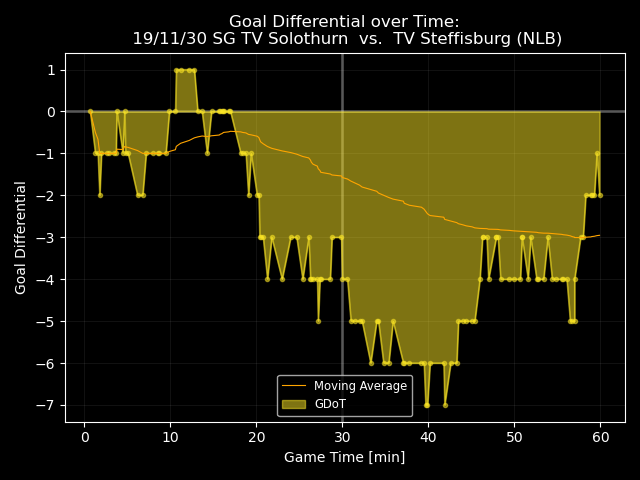 Goal Differential over Time:
19/11/30 SG TV Solothurn  vs.  TV Steffisburg (NLB)
Goal Differential
1
0
−1
−2
−3
−4
−5
−6
−7
Moving Average
GDoT
0 10 20 30 40 50 60
Game Time [min]